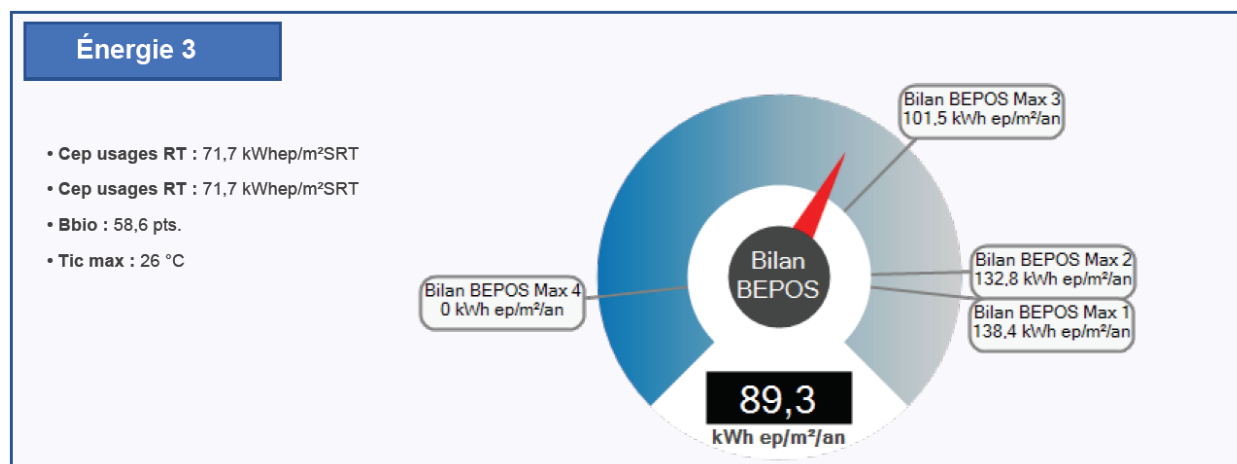 Énergie 3
• Cep usages RT : 71,7 kWhep/m²SRT
• Cep usages RT : 71,7 kWhep/m²SRT
• Bbio : 58,6 pts.
• Tic max : 26 °C
Bilan BEPOS Max 3
101,5 kWh ep/m²/an
Bilan BEPOS Max 2
132,8 kWh ep/m²/an
Bilan BEPOS Max 1
138,4 kWh ep/m²/an
Bilan BEPOS Max 4
0 kWh ep/m²/an
Bilan
BEPOS
89,3
kWh ep/m²/an